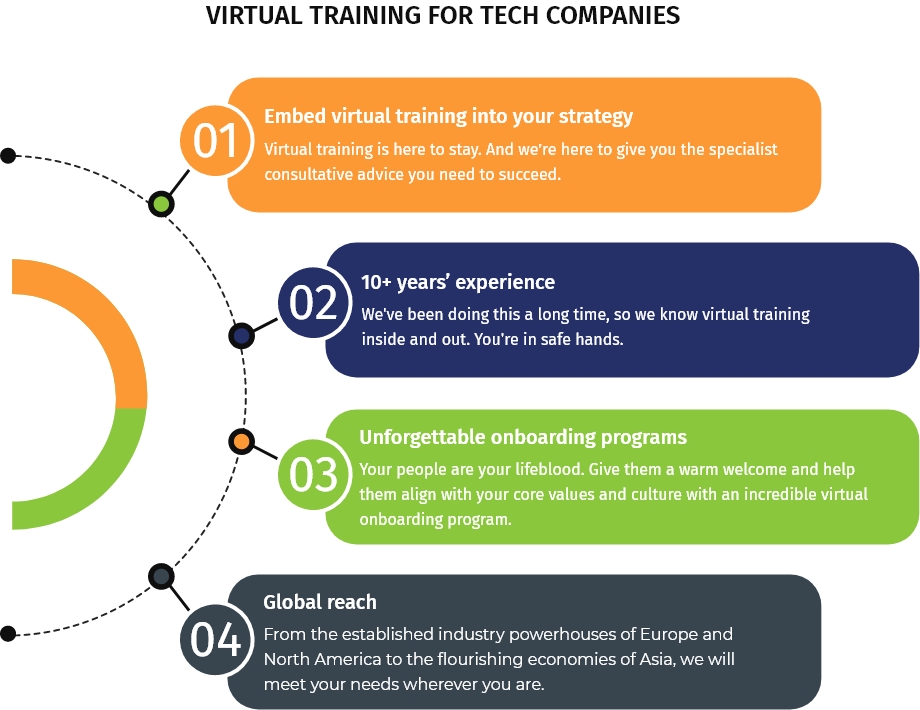 VIRTUAL TRAINING FOR TECH COMPANIES
01
Embed virtual training into your strategy
Virtual training is here to stay. And we're here to give you the specialist
consultative advice you need to succeed.
02
10+ years’ experience
We've been doing this a long time, so we know virtual training
inside and out. You're in safe hands.
03
Unforgettable onboarding programs
Your people are your lifeblood. Give them a warm welcome and help
them align with your core values and culture with an incredible virtual
onboarding program.
04
Global reach
From the established industry powerhouses of Europe and
North America to the flourishing economies of Asia, we will
meet your needs wherever you are.